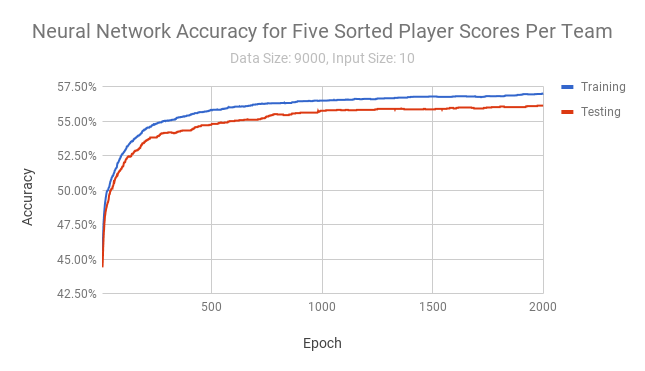 Neural Network Accuracy for Five Sorted Player Scores Per Team
Data Size: 9000, Input Size: 10
57.50%
55.00%
52.50%
50.00%
47.50%
45.00%
42.50%
Accuracy
500
1000
1500
2000
Epoch
Training
Testing